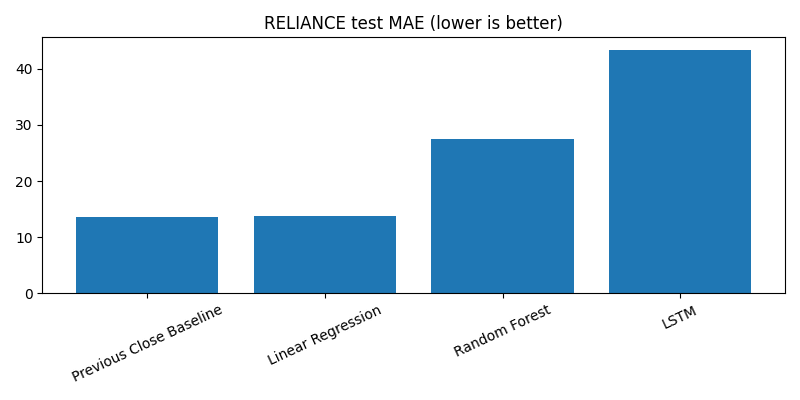 RELIANCE test MAE (lower is better)
40
30
20
10
0
Previous Close Baseline
Linear Regression
Random Forest
LSTM